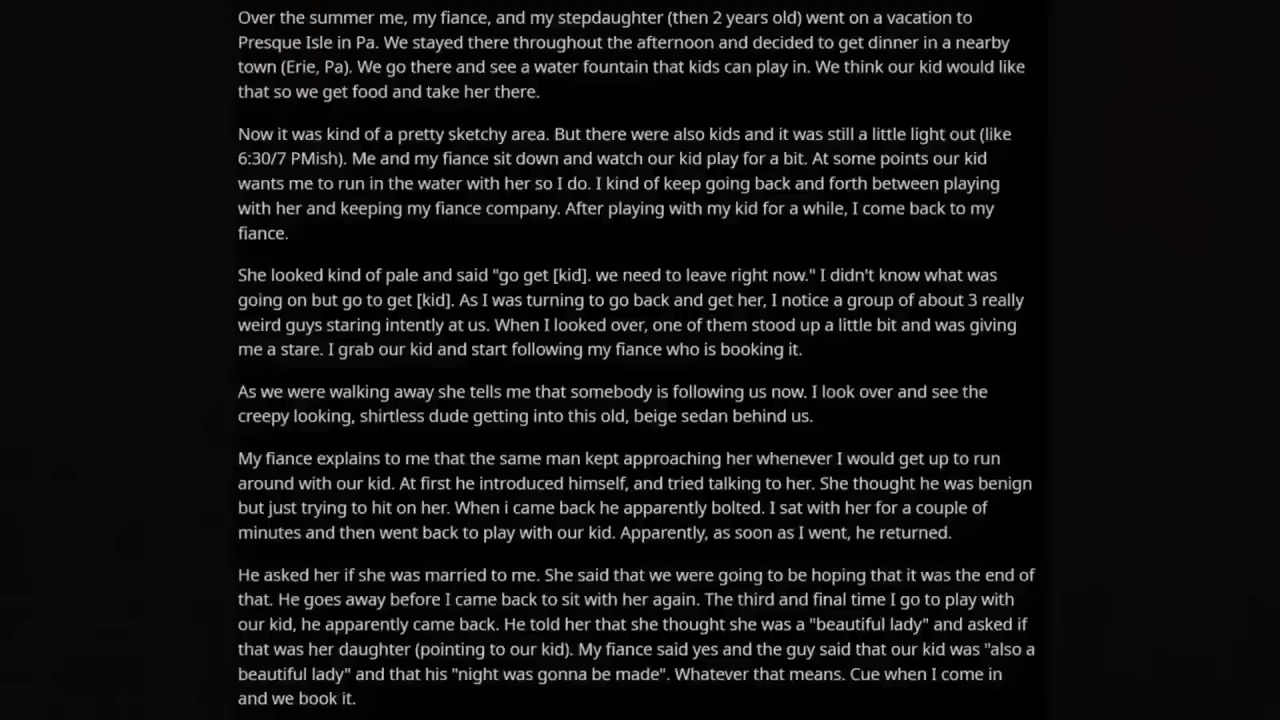 Over the summer me, my fiance, and my stepdaughter (then 2 years old) went on a vacation to
Presque Isle in Pa. We stayed there throughout the afternoon and decided to get dinner in a nearby
town (Erie, Pa). We go there and see a water fountain that kids can play in. We think our kid would like
that so we get food and take her there.
Now it was kind of a pretty sketchy area. But there were also kids and it was still a little light out (like
6:30/7 PMish). Me and my fiance sit down and watch our kid play for a bit. At some points our kid
wants me to run in the water with her so I do. I kind of keep going back and forth between playing
with her and keeping my fiance company. After playing with my kid for a while, I come back to my
fiance.
She looked kind of pale and said "go get [kid]. we need to leave right now." I didn't know what was
going on but go to get [kid]. As I was turning to go back and get her, I notice a group of about 3 really
weird guys staring intently at us. When I looked over, one of them stood up a little bit and was giving
me a stare. I grab our kid and start following my fiance who is booking it.
As we were walking away she tells me that somebody is following us now. I look over and see the
creepy looking, shirtless dude getting into this old, beige sedan behind us.
My fiance explains to me that the same man kept approaching her whenever I would get up to run
around with our kid. At first he introduced himself, and tried talking to her. She thought he was benign
but just trying to hit on her. When i came back he apparently bolted. I sat with her for a couple of
minutes and then went back to play with our kid. Apparently, as soon as I went, he returned.
He asked her if she was married to me. She said that we were going to be hoping that it was the end of
that. He goes away before I came back to sit with her again. The third and final time I go to play with
our kid, he apparently came back. He told her that she thought she was a "beautiful lady" and asked if
that was her daughter (pointing to our kid). My fiance said yes and the guy said that our kid was "also a
beautiful lady" and that his "night was gonna be made". Whatever that means. Cue when I come in
and we book it.